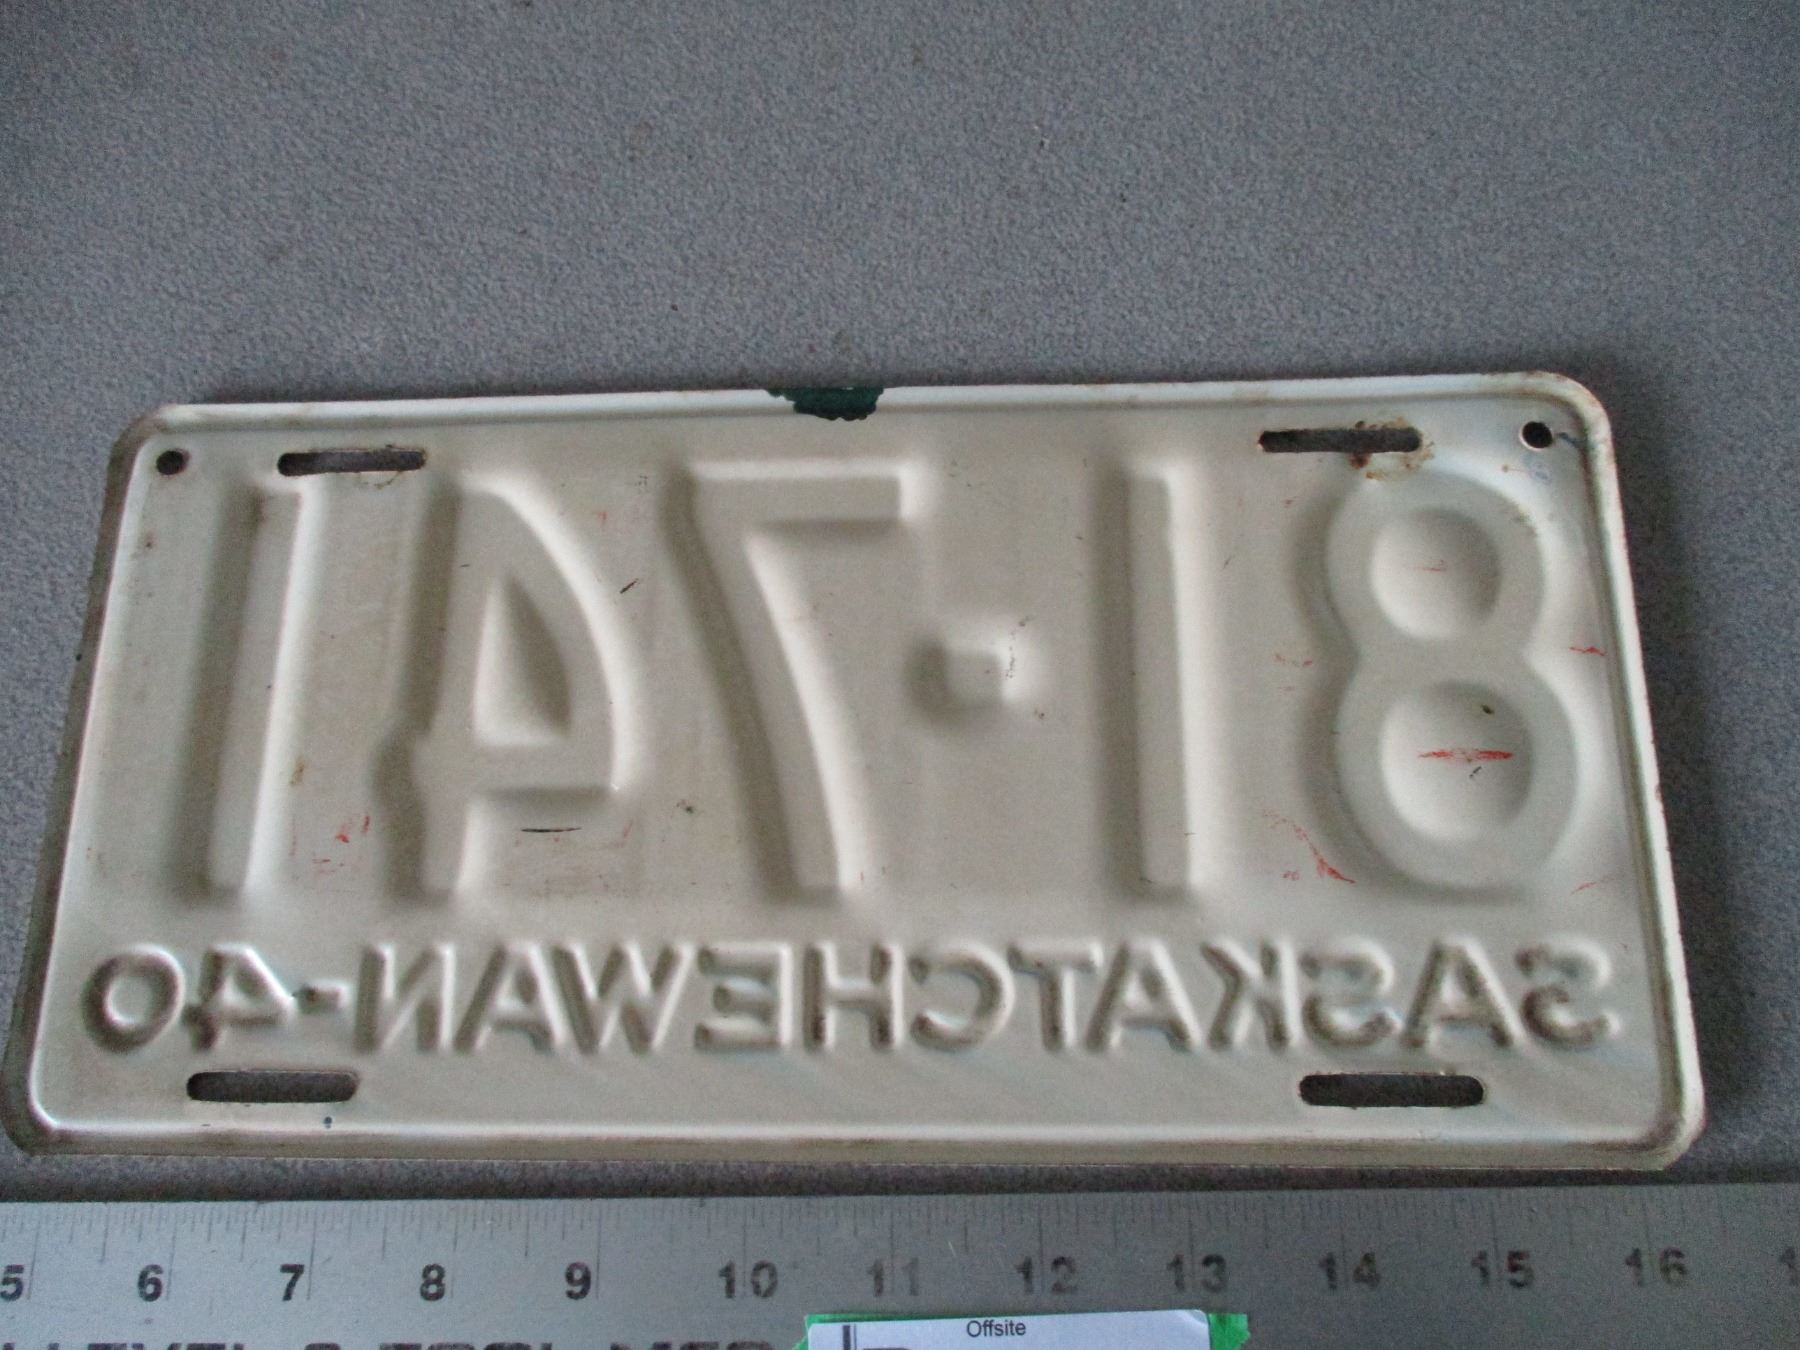 81·741
SASKATCHEWAN-40
5 6 7 8 9 10 11 12 13 14 15 16
Offsite